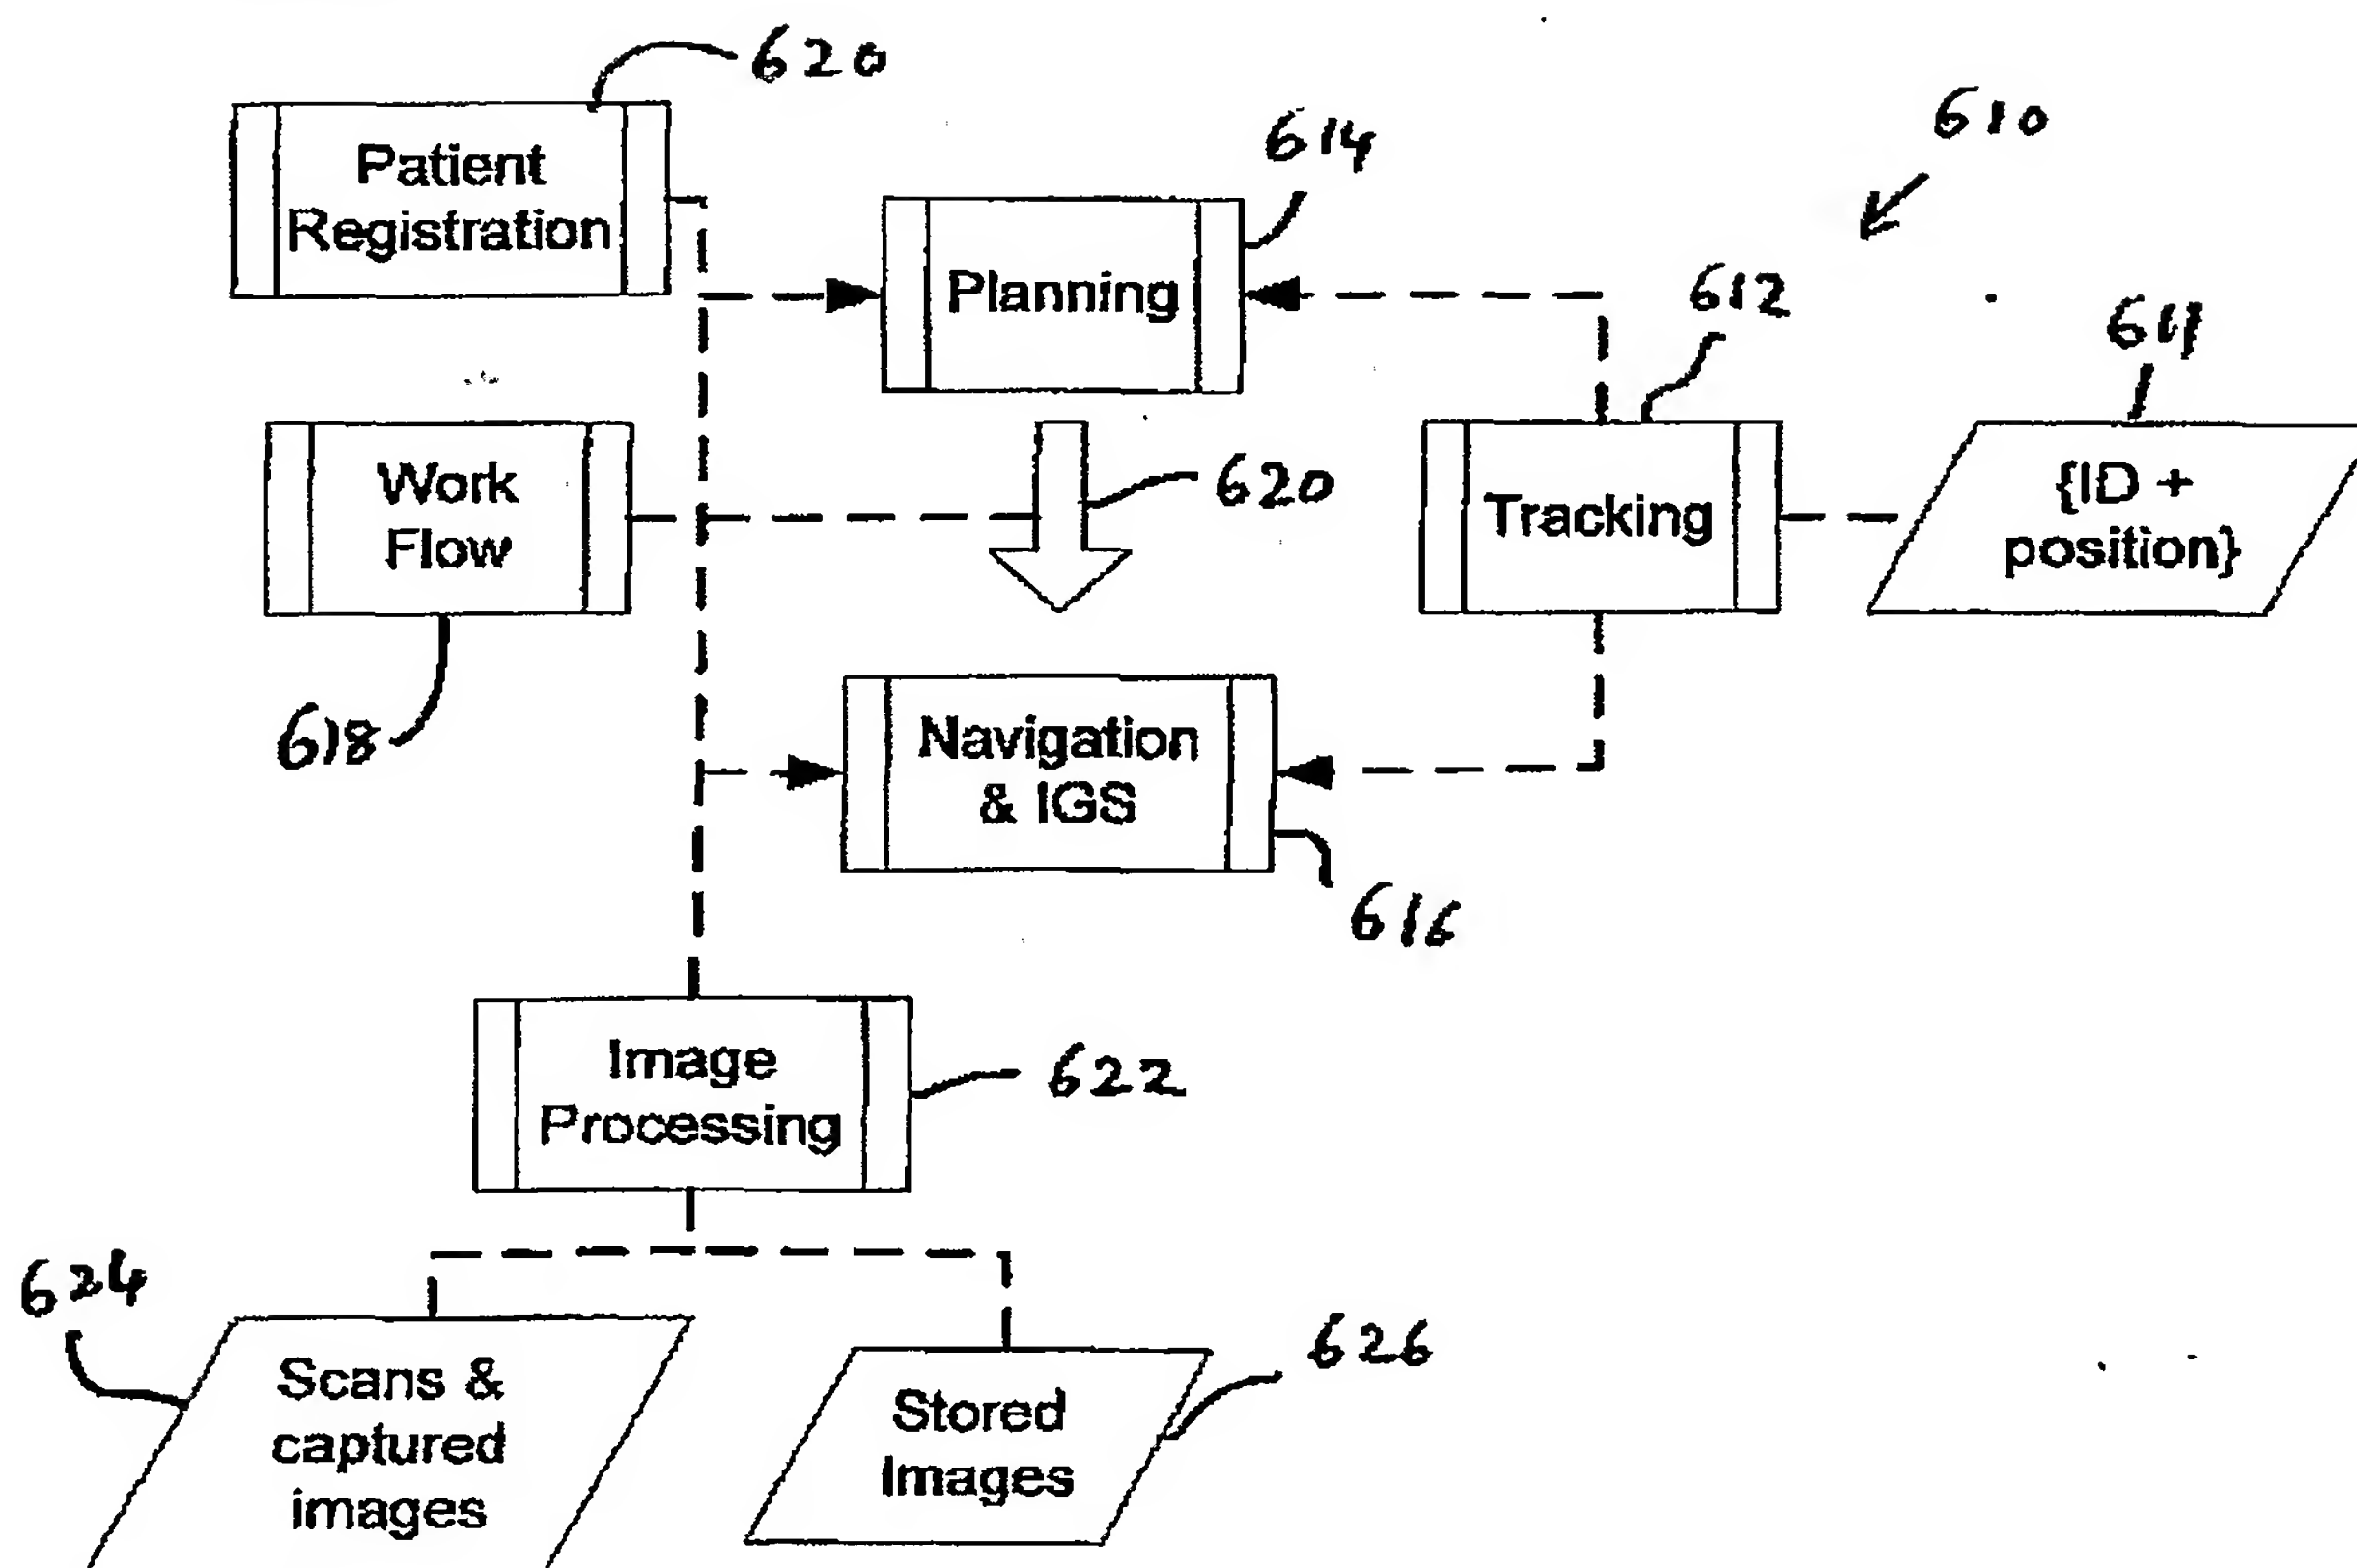 620
Patient
Registration
614
610
Planning
612
611
Work
Flow
620
Tracking
{ID +
position}
618
Navigation
& IGS
616
Image
Processing
622
624
Scans &
captured
images
626
Stored
Images